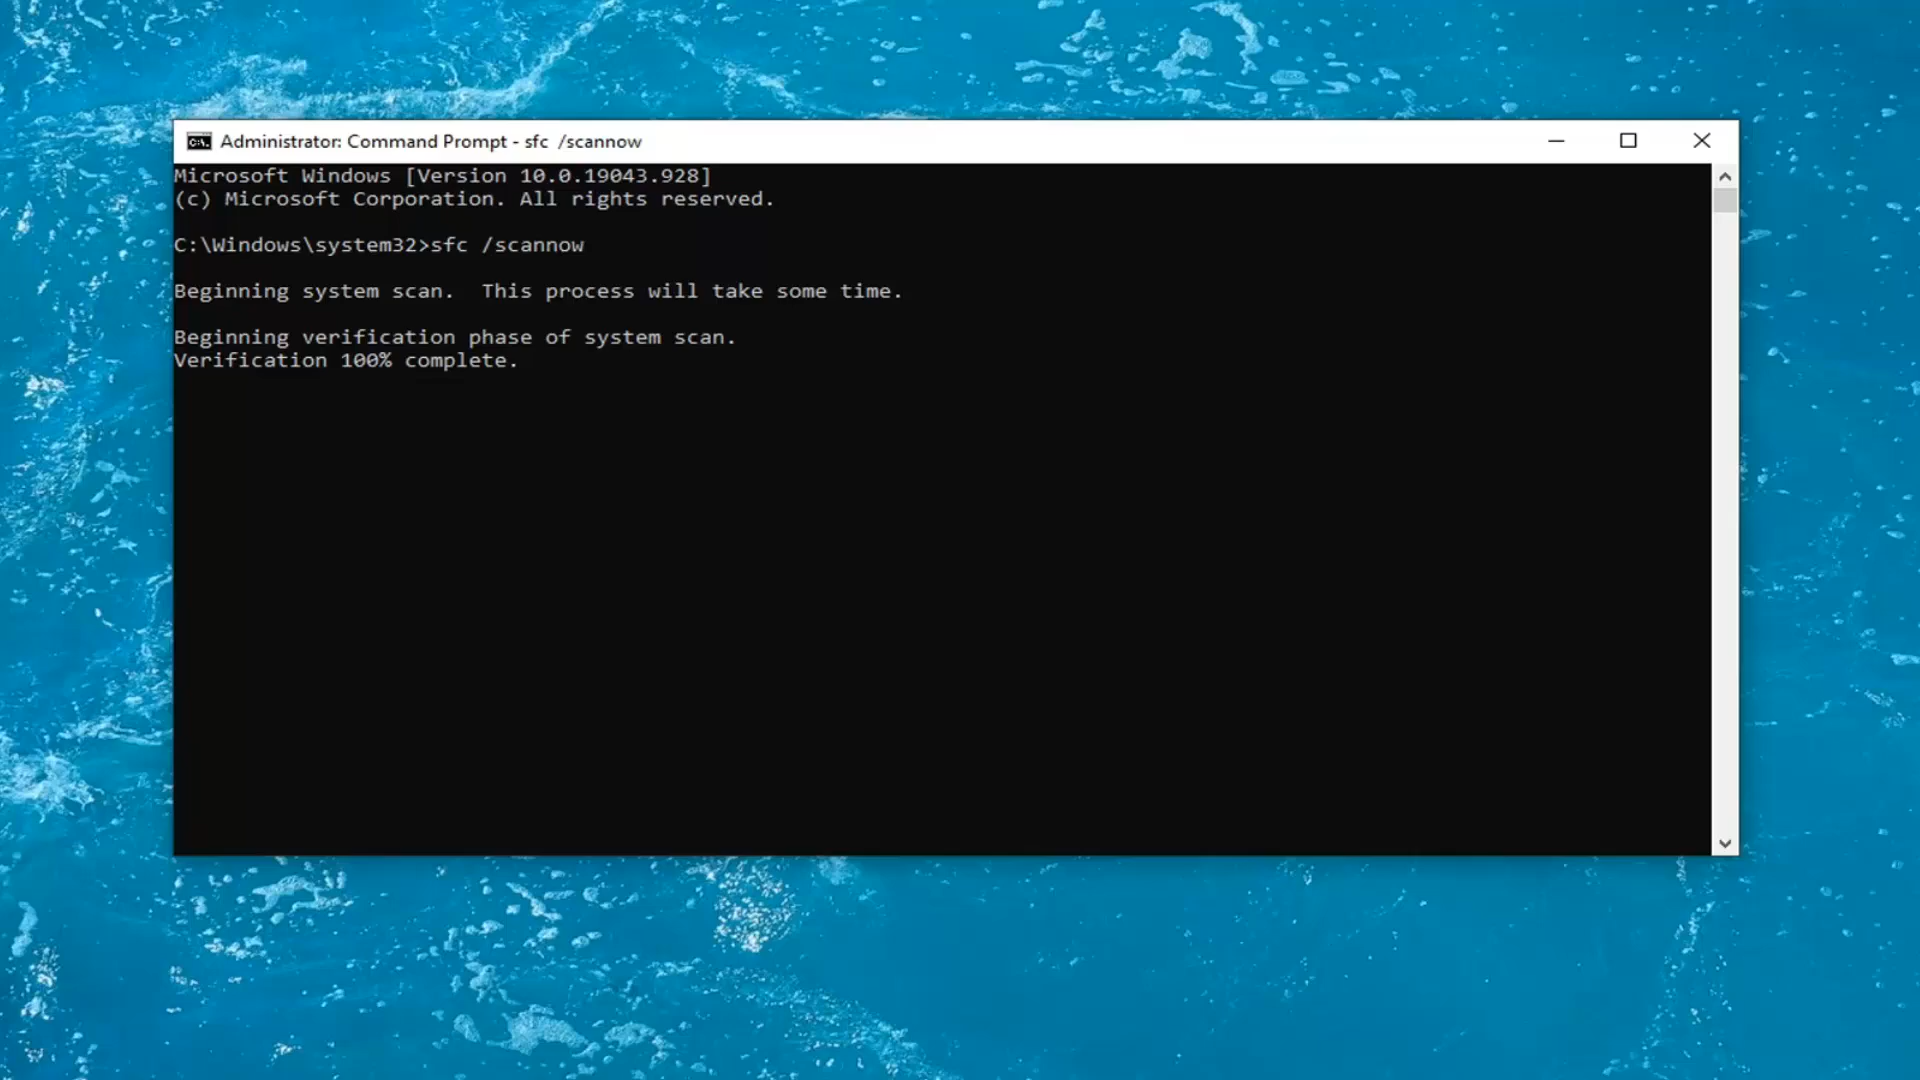 Administrator: Command Prompt - sfc  /scannow
Microsoft Windows [Version 10.0.19043.928]
(c) Microsoft Corporation. All rights reserved.
C:\Windows\system32>sfc /scannow
Beginning system scan.  This process will take some time.
Beginning verification phase of system scan.
Verification 100% complete.